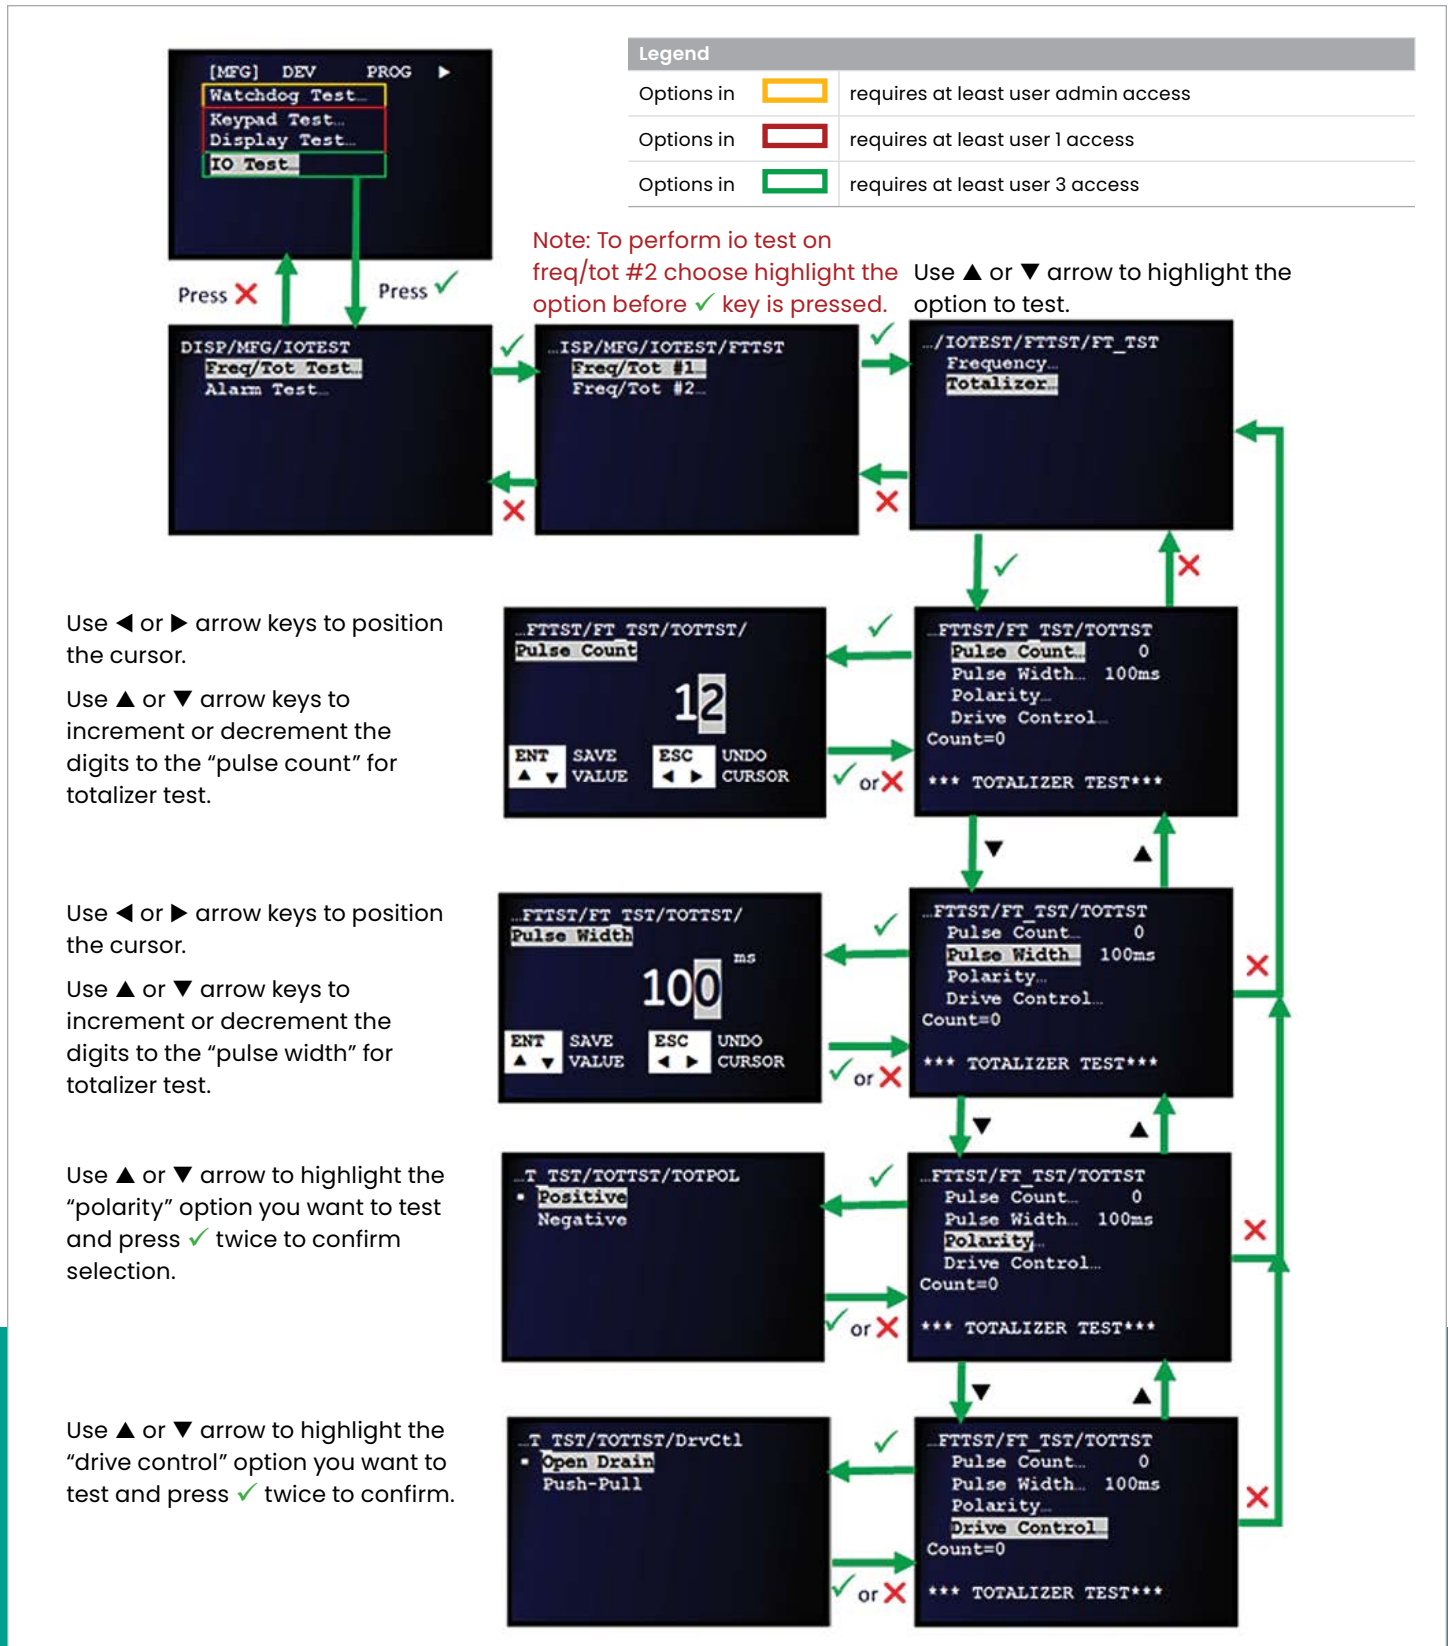 [MFG] DEV PROG ▶
Watchdog Test…
Keypad Test…
Display Test…
IO Test…
Legend
Options in requires at least user admin access
Options in requires at least user 1 access
Options in requires at least user 3 access
Press ✕
Press ✓
Note: To perform io test on
freq/tot #2 choose highlight the
option before ✓ key is pressed.
Use ▲ or ▼ arrow to highlight the
option to test.
DISP/MFG/IOTEST
Freq/Tot Test…
Alarm Test…
…ISP/MFG/IOTEST/FTTST
Freq/Tot #1…
Freq/Tot #2…
…/IOTEST/FTTST/FT_TST
Frequency…
Totalizer…
Use ◀ or ▶ arrow keys to position
the cursor.
Use ▲ or ▼ arrow keys to
increment or decrement the
digits to the “pulse count” for
totalizer test.
…FTTST/FT_TST/TOTTST/
Pulse Count
12
ENT SAVE ESC UNDO
▲ ▼ VALUE ◀ ▶ CURSOR
✓ or ✕
…FTTST/FT_TST/TOTTST
Pulse Count… 0
Pulse Width… 100ms
Polarity…
Drive Control…
Count=0
*** TOTALIZER TEST***
Use ◀ or ▶ arrow keys to position
the cursor.
Use ▲ or ▼ arrow keys to
increment or decrement the
digits to the “pulse width” for
totalizer test.
…FTTST/FT_TST/TOTTST/
Pulse Width
100 ms
ENT SAVE ESC UNDO
▲ ▼ VALUE ◀ ▶ CURSOR
✓ or ✕
…FTTST/FT_TST/TOTTST
Pulse Count… 0
Pulse Width… 100ms
Polarity…
Drive Control…
Count=0
*** TOTALIZER TEST***
Use ▲ or ▼ arrow to highlight the
“polarity” option you want to test
and press ✓ twice to confirm
selection.
…T_TST/TOTTST/TOTPOL
Positive
Negative
✓ or ✕
…FTTST/FT_TST/TOTTST
Pulse Count… 0
Pulse Width… 100ms
Polarity…
Drive Control…
Count=0
*** TOTALIZER TEST***
Use ▲ or ▼ arrow to highlight the
“drive control” option you want to
test and press ✓ twice to confirm.
…T_TST/TOTTST/DrvCtl
Open Drain
Push-Pull
✓ or ✕
…FTTST/FT_TST/TOTTST
Pulse Count… 0
Pulse Width… 100ms
Polarity…
Drive Control…
Count=0
*** TOTALIZER TEST***